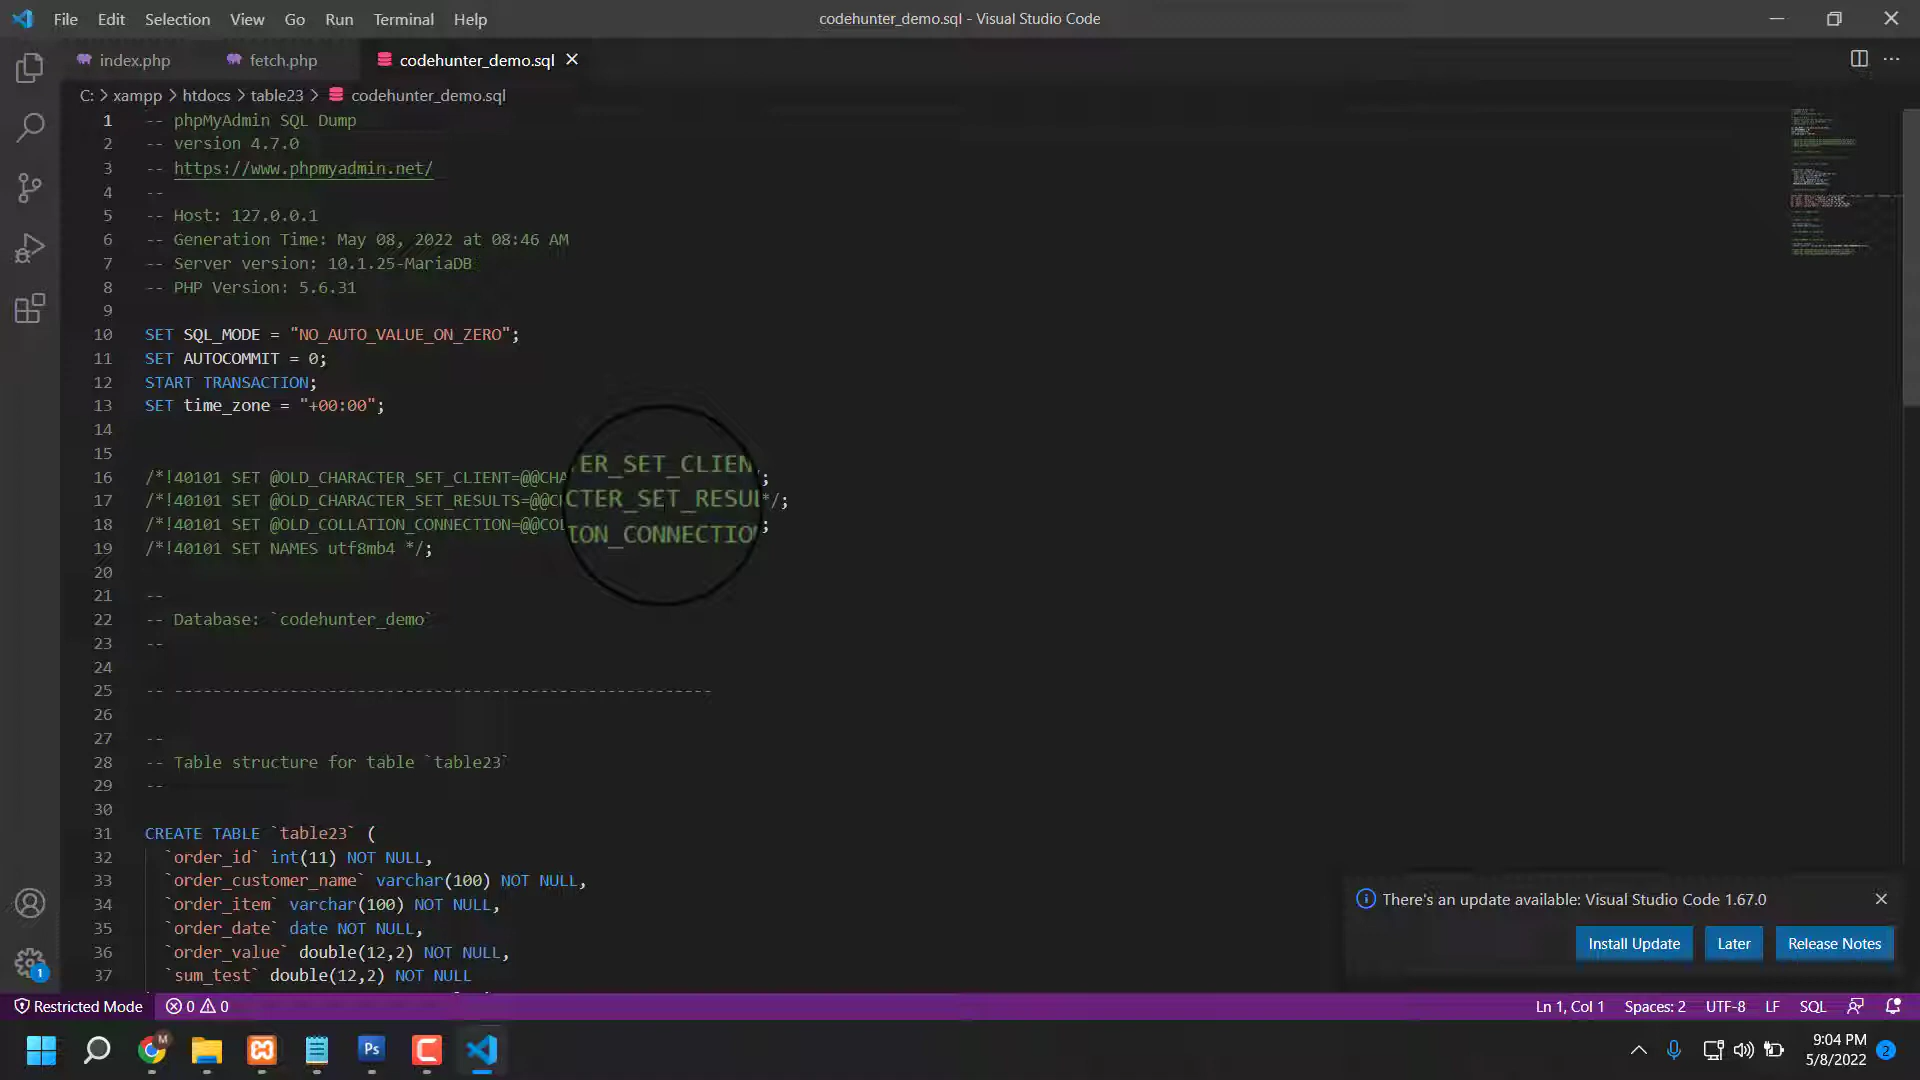 File Edit Selection View Go Run Terminal Help
codehunter_demo.sql - Visual Studio Code
index.php
fetch.php
codehunter_demo.sql
C: > xampp > htdocs > table23 > codehunter_demo.sql
1 -- phpMyAdmin SQL Dump
2 -- version 4.7.0
3 -- https://www.phpmyadmin.net/
4 --
5 -- Host: 127.0.0.1
6 -- Generation Time: May 08, 2022 at 08:46 AM
7 -- Server version: 10.1.25-MariaDB
8 -- PHP Version: 5.6.31
9
10 SET SQL_MODE = "NO_AUTO_VALUE_ON_ZERO";
11 SET AUTOCOMMIT = 0;
12 START TRANSACTION;
13 SET time_zone = "+00:00";
14
15
16 /*!40101 SET @OLD_CHARACTER_SET_CLIENT=@@CHA ;
17 /*!40101 SET @OLD_CHARACTER_SET_RESULTS=@@C */;
18 /*!40101 SET @OLD_COLLATION_CONNECTION=@@COL ;
ER_SET_CLIEN
CTER_SET_RESUL
ION_CONNECTIO
19 /*!40101 SET NAMES utf8mb4 */;
20
21 --
22 -- Database: `codehunter_demo`
23 --
24
25 -- --------------------------------------------------------
26
27 --
28 -- Table structure for table `table23`
29 --
30
31 CREATE TABLE `table23` (
32 `order_id` int(11) NOT NULL,
33 `order_customer_name` varchar(100) NOT NULL,
34 `order_item` varchar(100) NOT NULL,
35 `order_date` date NOT NULL,
36 `order_value` double(12,2) NOT NULL,
37 `sum_test` double(12,2) NOT NULL
There's an update available: Visual Studio Code 1.67.0
Install Update
Later
Release Notes
1
Restricted Mode
0 0
Ln 1, Col 1 Spaces: 2 UTF-8 LF SQL
M
Ps
C
9:04 PM
5/8/2022
2